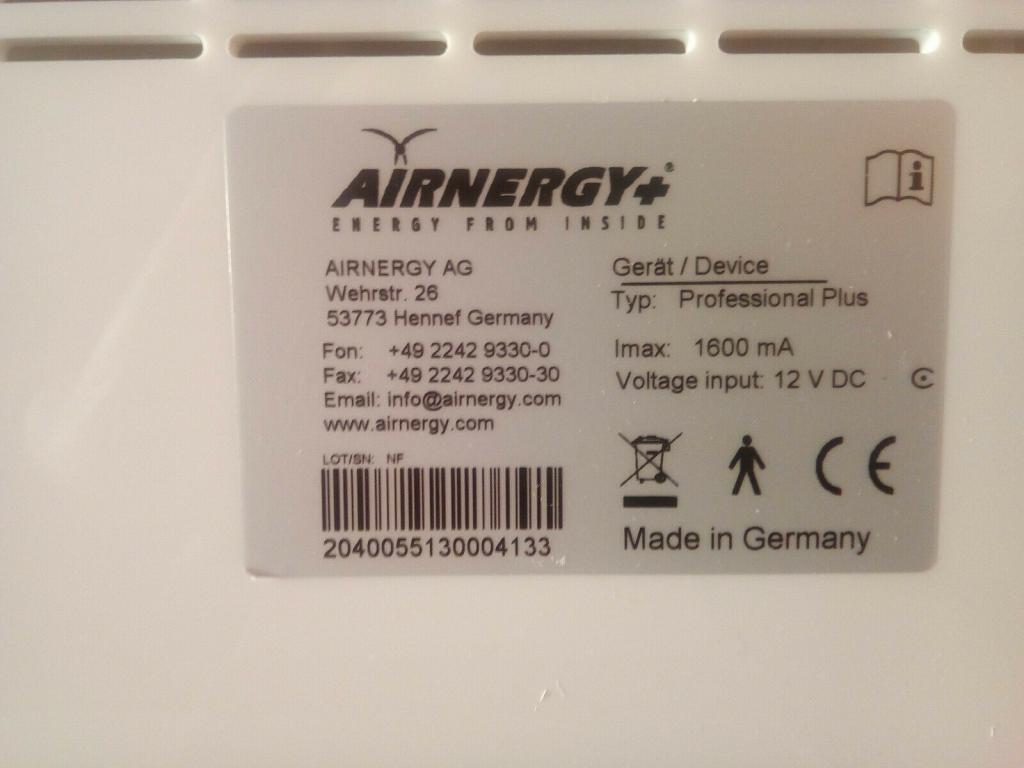 AIRNERGY+®
ENERGY FROM INSIDE
AIRNERGY AG
Wehrstr. 26
53773 Hennef Germany
Fon: +49 2242 9330-0
Fax: +49 2242 9330-30
Email: info@airnergy.com
www.airnergy.com
LOT/SN: NF
2040055130004133
Gerät / Device
Typ: Professional Plus
Imax: 1600 mA
Voltage input: 12 V DC
CE
Made in Germany